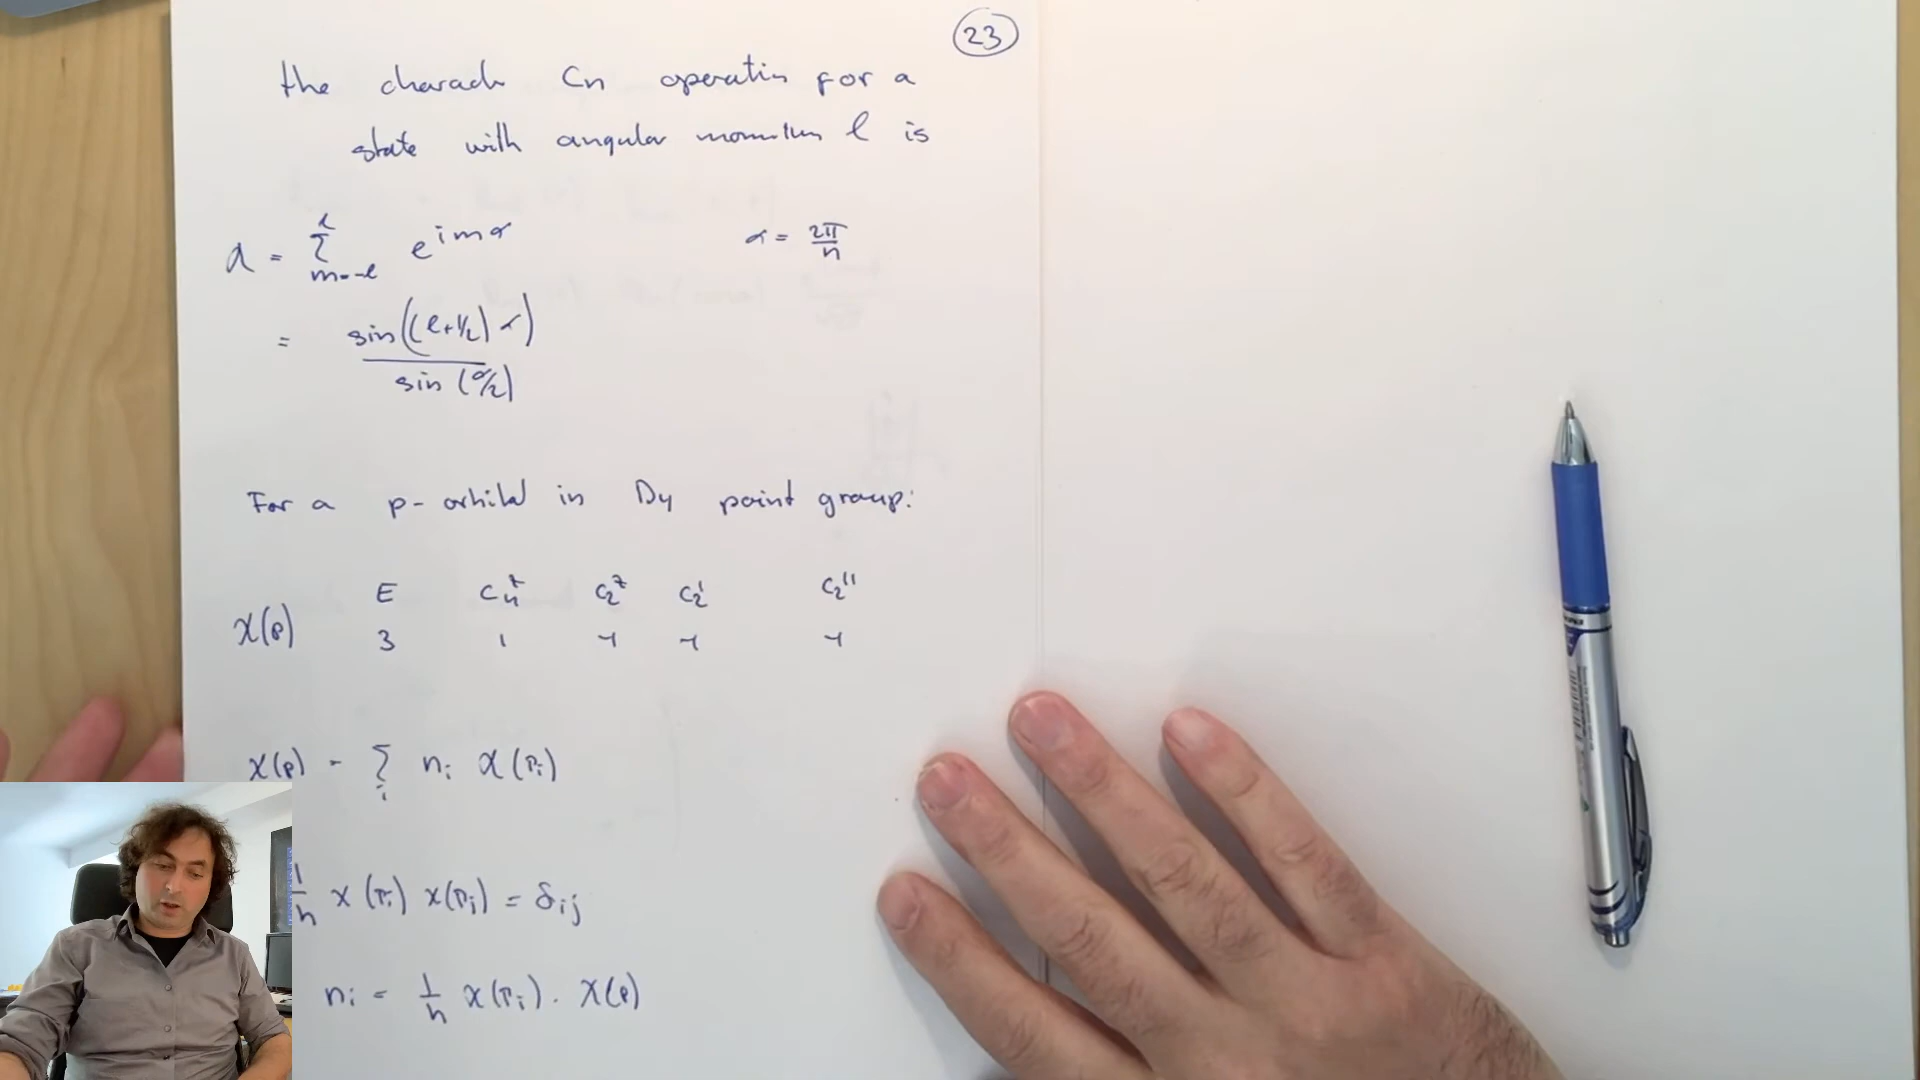 23
the charact Cn operation for a
state with angular momentum l is
χ = Σ_{m=-l}^{l} e^{imα}    α = 2π/n
= sin((l+1/2)α) / sin(α/2)
For a p-orbital in D4 point group:
E C4^z C2^z C2' C2''
χ(p) 3 1 -1 -1 -1
χ(p) = Σ_i n_i χ(Γ_i)
1/h χ(Γ_i) χ(Γ_j) = δ_ij
n_i = 1/h χ(Γ_i) · χ(p)